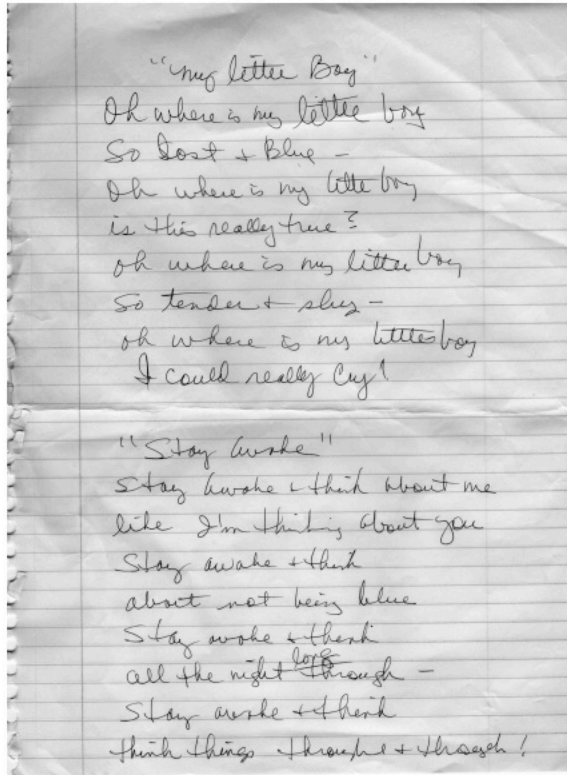 "My little Boy"
Oh where is my little boy
So Lost + Blue -
Oh where is my little boy
is this really true?
oh where is my little boy
So tender + shy -
oh where is my little boy
I could really Cry!
"Stay Awake"
Stay Awake + think about me
like I'm thinking about you
Stay awake + think
about not being blue
Stay awake + think
long
all the night through -
Stay awake + think
think things through + through!